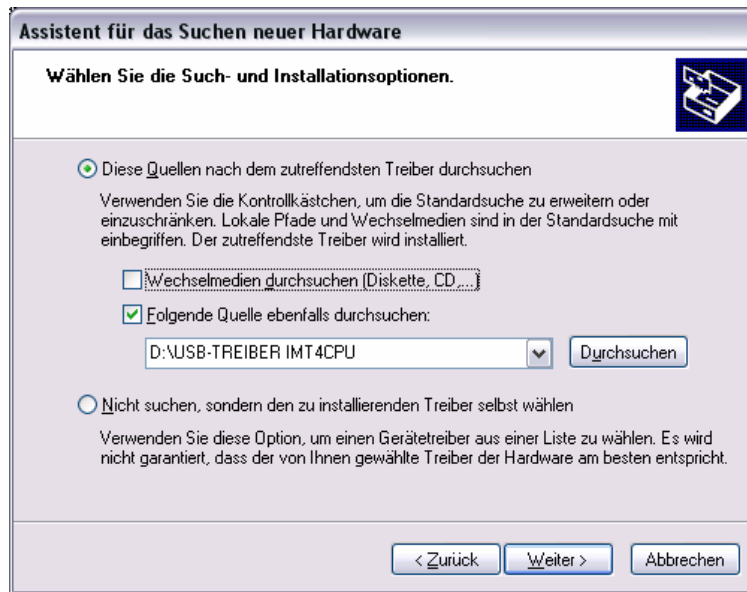 Assistent für das Suchen neuer Hardware
Wählen Sie die Such- und Installationsoptionen.
Diese Quellen nach dem zutreffendsten Treiber durchsuchen
Verwenden Sie die Kontrollkästchen, um die Standardsuche zu erweitern oder
einzuschränken. Lokale Pfade und Wechselmedien sind in der Standardsuche mit
einbegriffen. Der zutreffendste Treiber wird installiert.
Wechselmedien durchsuchen (Diskette, CD,...)
Folgende Quelle ebenfalls durchsuchen:
D:\USB-TREIBER IMT4CPU
Durchsuchen
Nicht suchen, sondern den zu installierenden Treiber selbst wählen
Verwenden Sie diese Option, um einen Gerätetreiber aus einer Liste zu wählen. Es wird
nicht garantiert, dass der von Ihnen gewählte Treiber der Hardware am besten entspricht.
< Zurück Weiter > Abbrechen